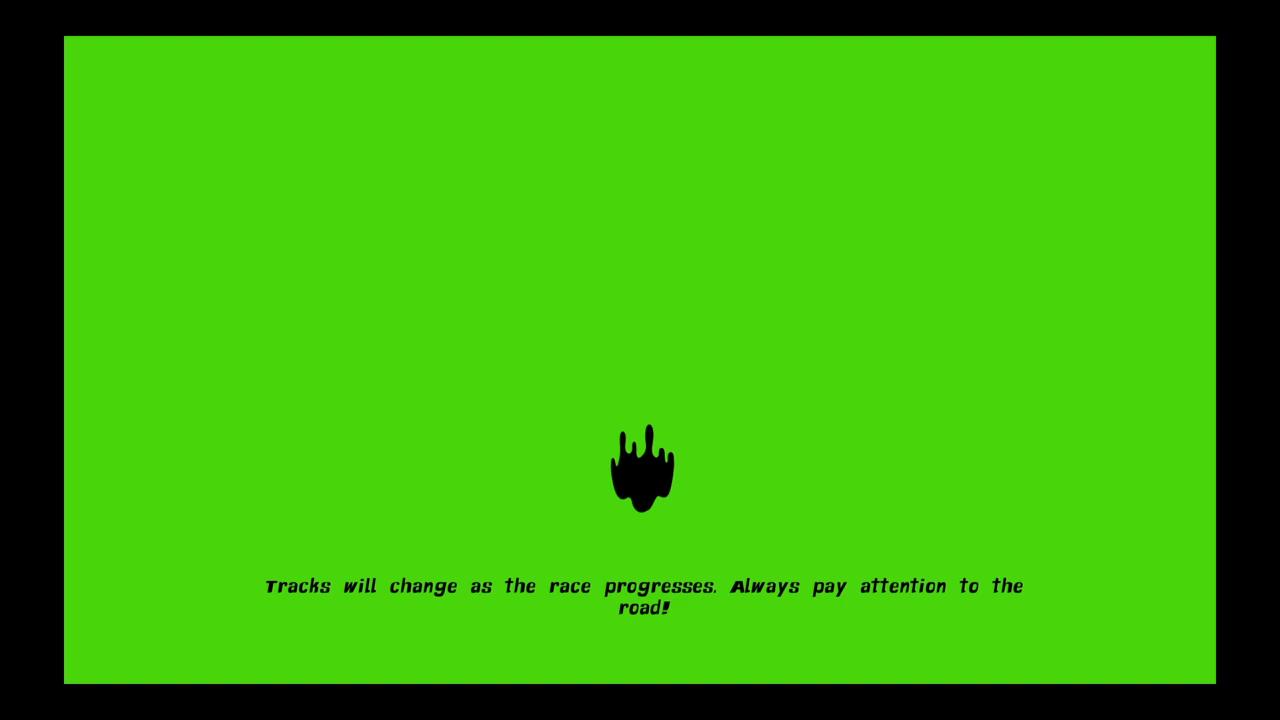 Tracks will change as the race progresses. Always pay attention to the
road!